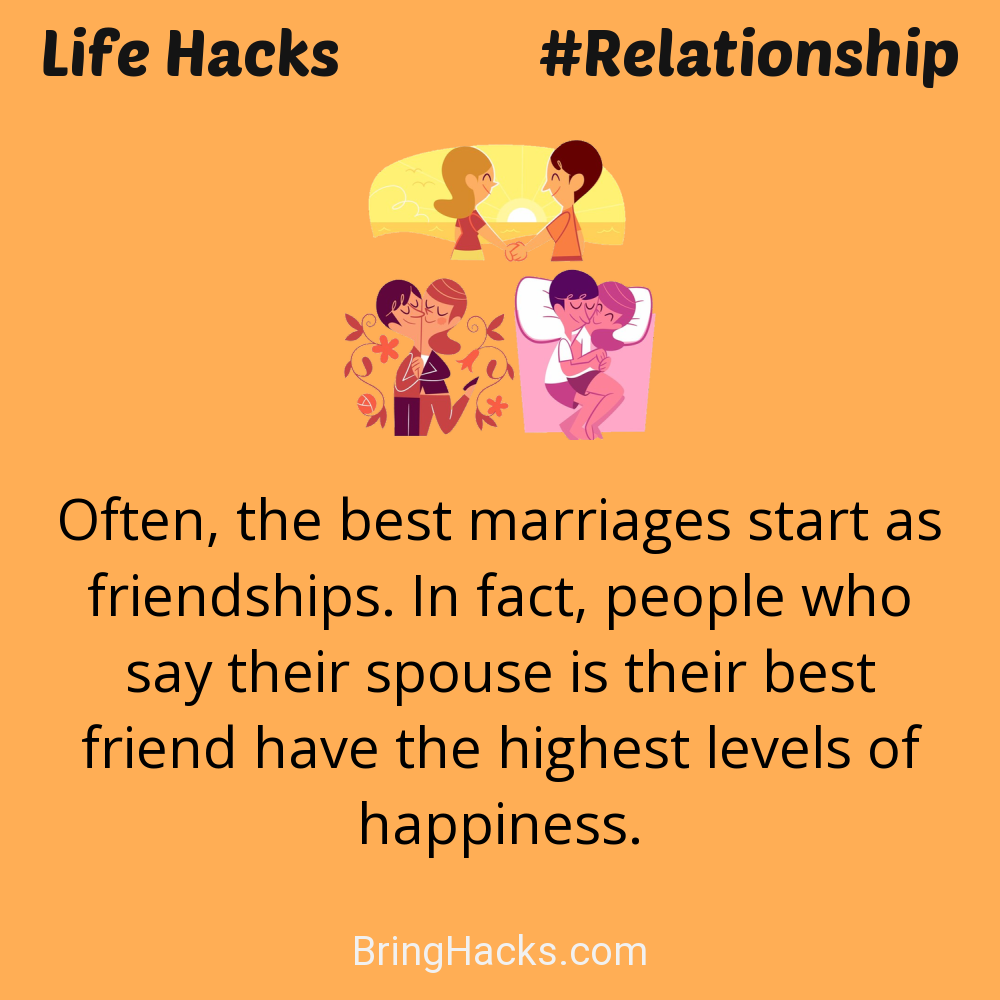 Life Hacks #Relationship
Often, the best marriages start as
friendships. In fact, people who
say their spouse is their best
friend have the highest levels of
happiness.
BringHacks.com